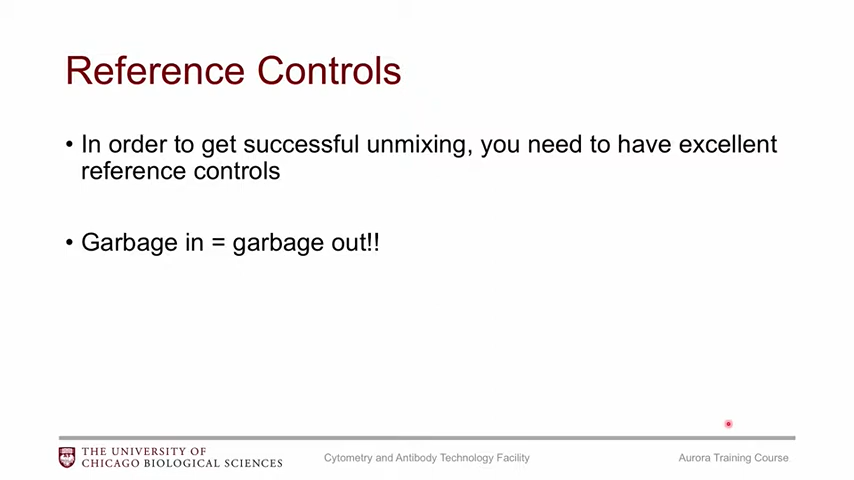 Reference Controls
• In order to get successful unmixing, you need to have excellent
reference controls
• Garbage in = garbage out!!
THE UNIVERSITY OF
CHICAGO BIOLOGICAL SCIENCES
Cytometry and Antibody Technology Facility
Aurora Training Course